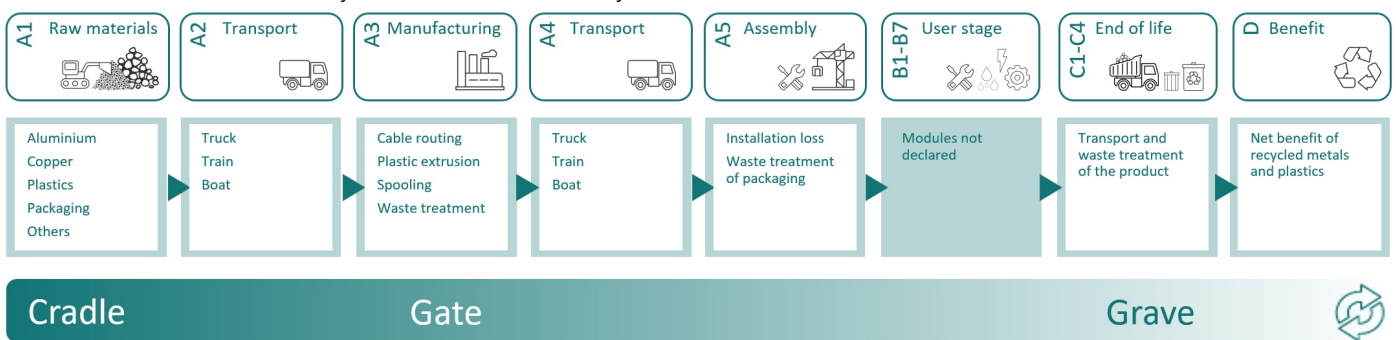 A1 Raw materials
A2 Transport
A3 Manufacturing
A4 Transport
A5 Assembly
B1-B7 User stage
C1-C4 End of life
D Benefit
Aluminium
Copper
Plastics
Packaging
Others
Truck
Train
Boat
Cable routing
Plastic extrusion
Spooling
Waste treatment
Truck
Train
Boat
Installation loss
Waste treatment
of packaging
Modules not
declared
Transport and
waste treatment
of the product
Net benefit of
recycled metals
and plastics
Cradle
Gate
Grave